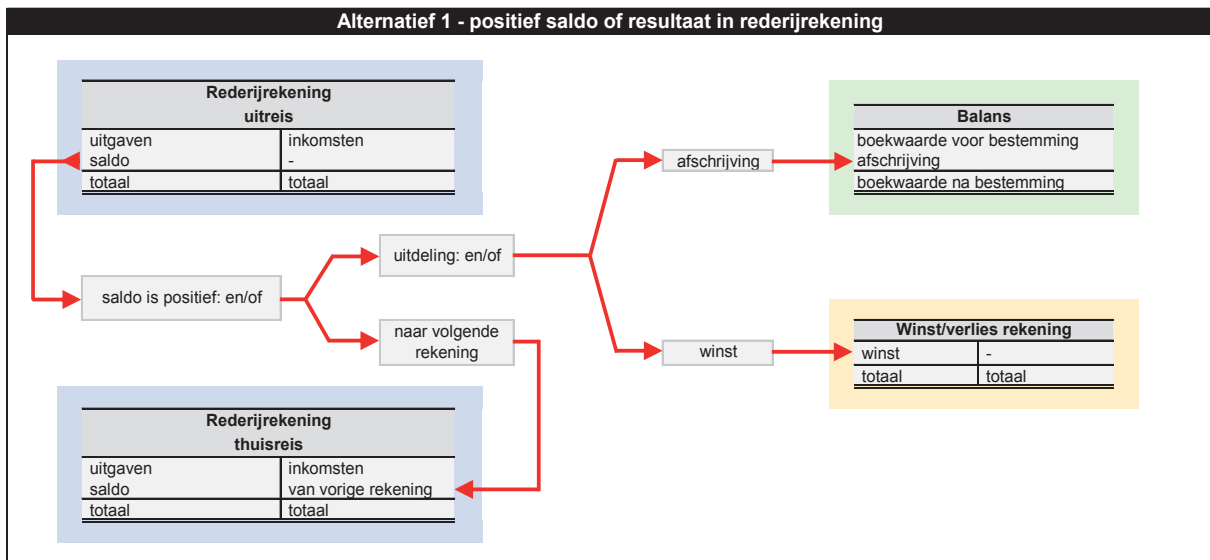 Alternatief 1 - positief saldo of resultaat in rederijrekening
Rederijrekening
uitreis
uitgaven inkomsten
saldo -
totaal totaal
afschrijving
Balans
boekwaarde voor bestemming
afschrijving
boekwaarde na bestemming
uitdeling: en/of
saldo is positief: en/of
naar volgende
rekening
winst
Winst/verlies rekening
winst -
totaal totaal
Rederijrekening
thuisreis
uitgaven inkomsten
saldo van vorige rekening
totaal totaal